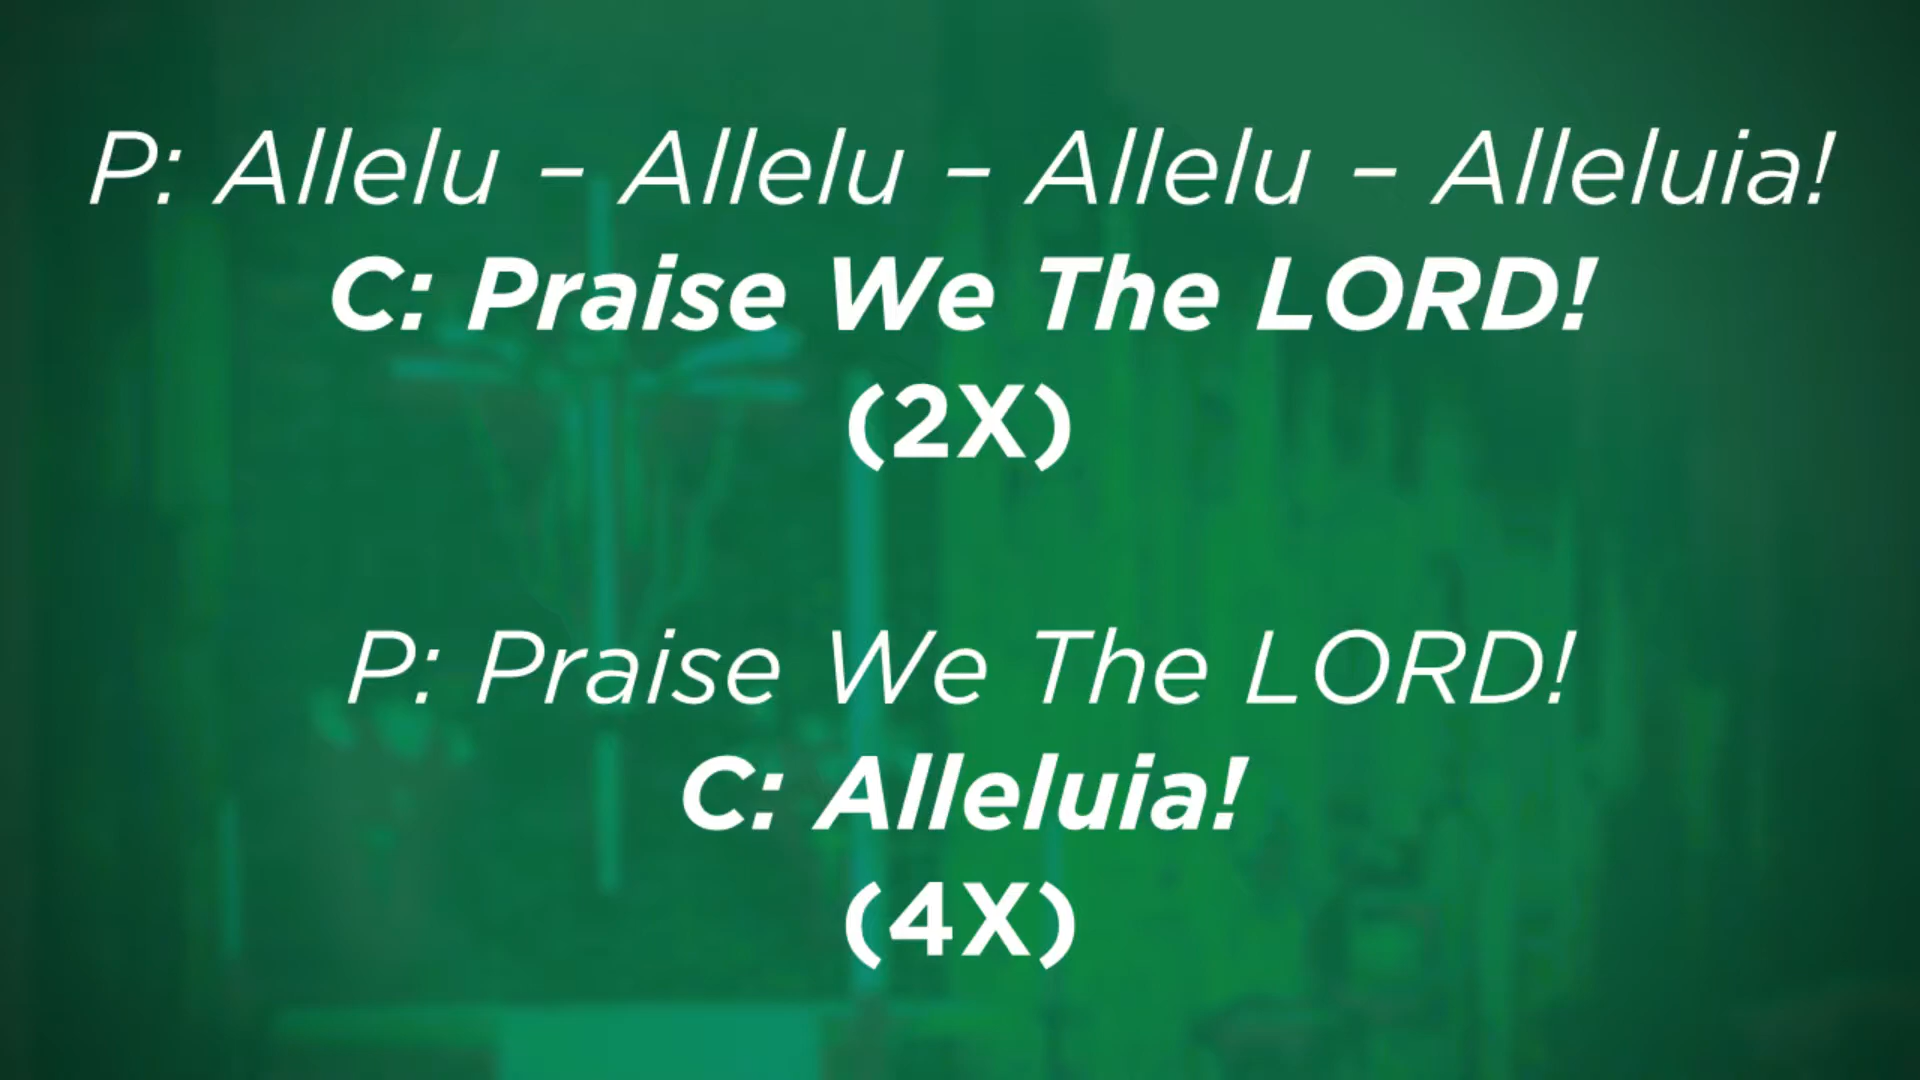 P: Allelu – Allelu – Allelu – Alleluia!
C: Praise We The LORD!
(2X)
P: Praise We The LORD!
C: Alleluia!
(4X)